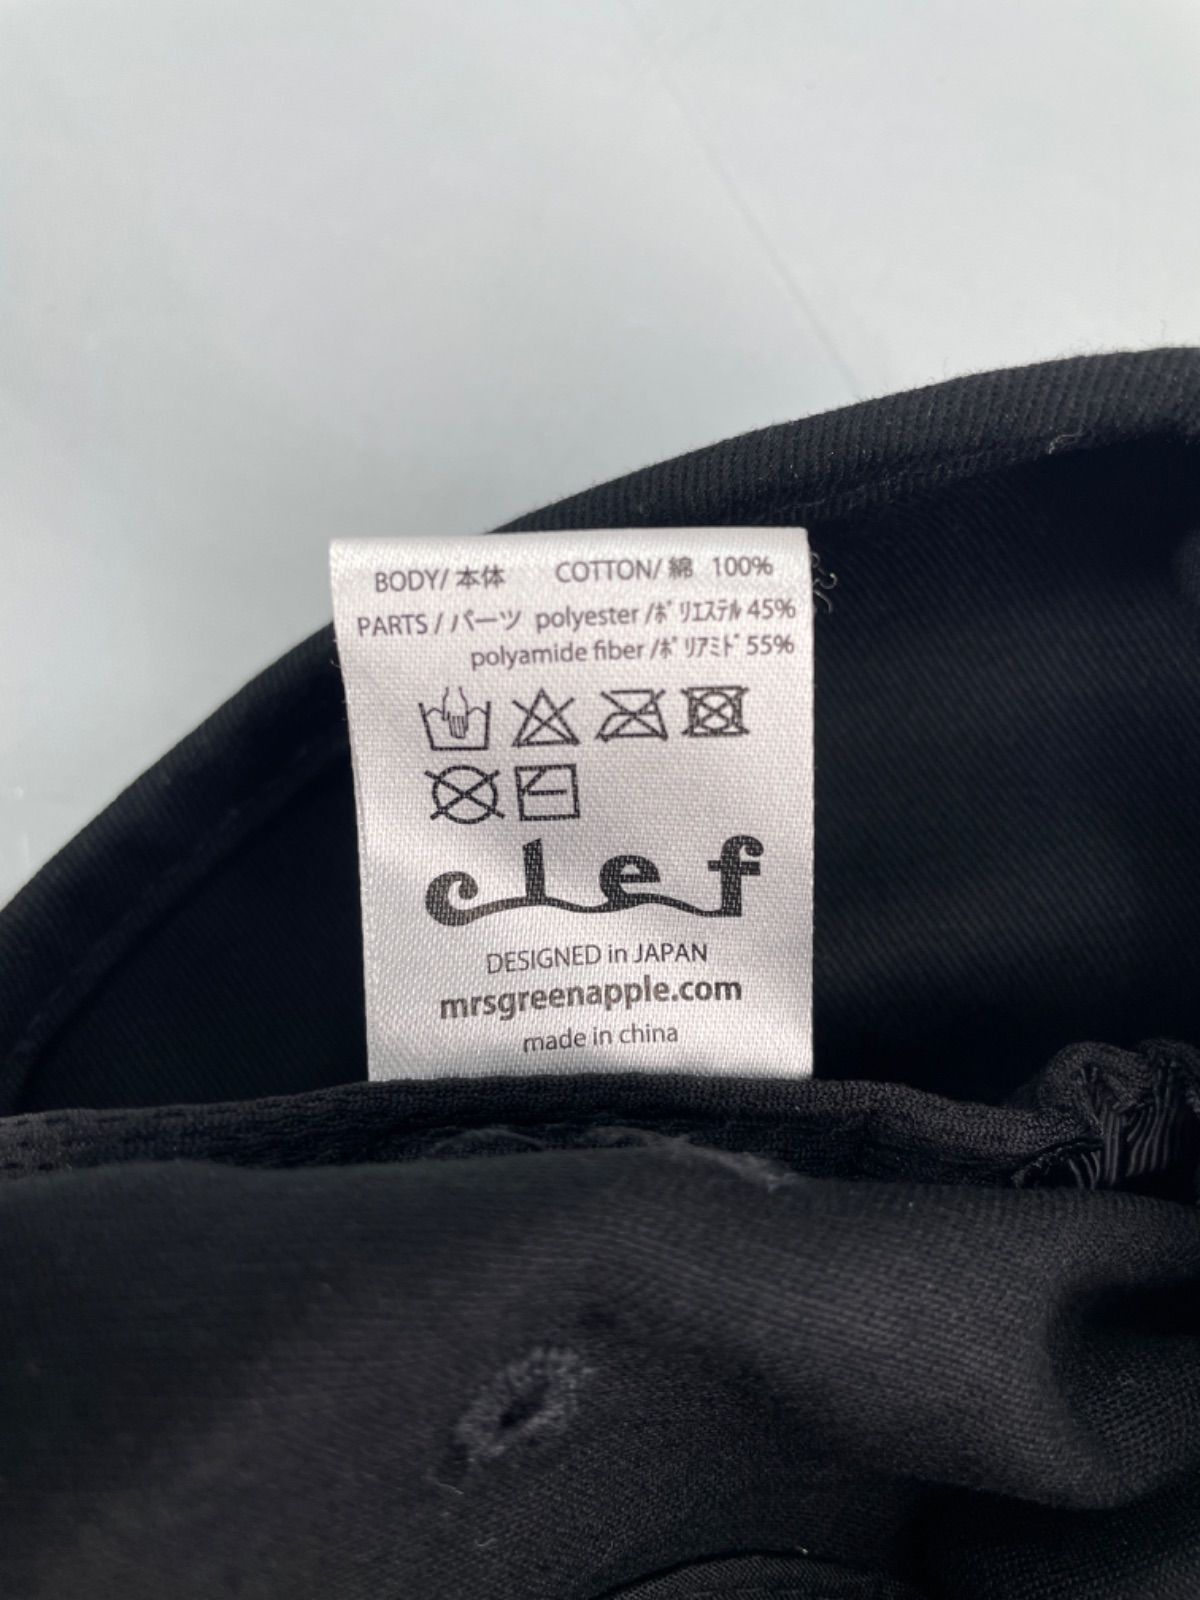 BODY/本体 COTTON/綿 100%
PARTS/パーツ polyester/ﾎﾟﾘｴｽﾃﾙ 45%
polyamide fiber/ﾎﾟﾘｱﾐﾄﾞ 55%
clef
DESIGNED in JAPAN
mrsgreenapple.com
made in china